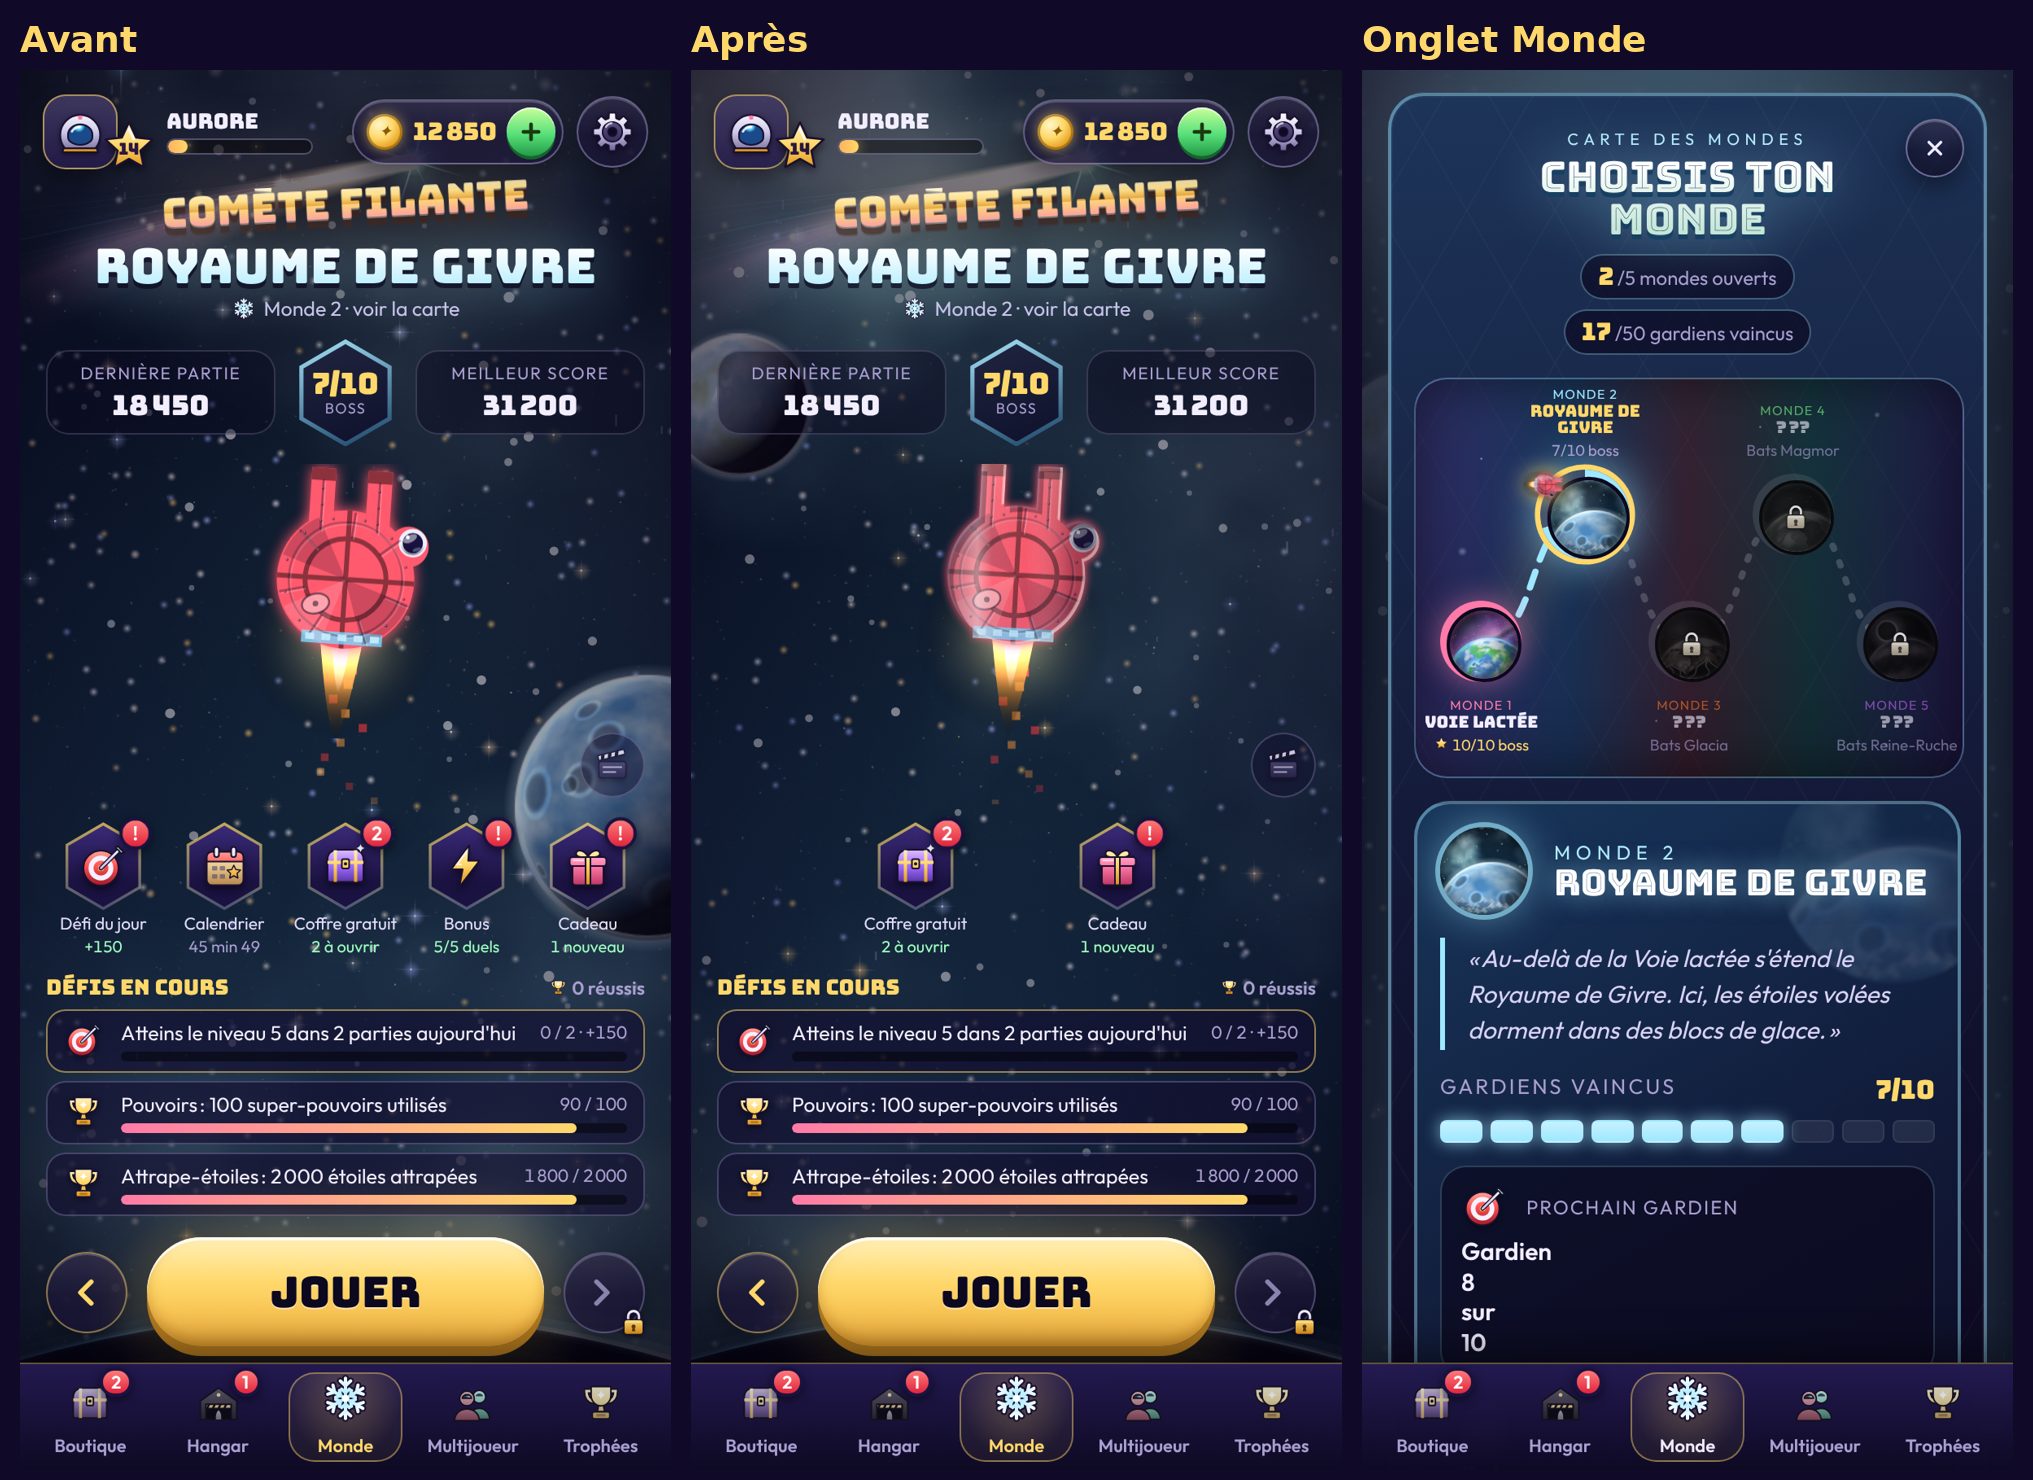 Avant
AURORE
14
12 850
COMÈTE FILANTE
ROYAUME DE GIVRE
Monde 2 · voir la carte
DERNIÈRE PARTIE
18 450
7/10
BOSS
MEILLEUR SCORE
31 200
!
2
!
!
Défi du jour
+150
Calendrier
45 min 49
Coffre gratuit
2 à ouvrir
Bonus
5/5 duels
Cadeau
1 nouveau
DÉFIS EN COURS
0 réussis
Atteins le niveau 5 dans 2 parties aujourd'hui
0 / 2 · +150
Pouvoirs : 100 super-pouvoirs utilisés
90 / 100
Attrape-étoiles : 2 000 étoiles attrapées
1 800 / 2 000
JOUER
2
1
Boutique
Hangar
Monde
Multijoueur
Trophées
Après
AURORE
14
12 850
COMÈTE FILANTE
ROYAUME DE GIVRE
Monde 2 · voir la carte
DERNIÈRE PARTIE
18 450
7/10
BOSS
MEILLEUR SCORE
31 200
2
!
Coffre gratuit
2 à ouvrir
Cadeau
1 nouveau
DÉFIS EN COURS
0 réussis
Atteins le niveau 5 dans 2 parties aujourd'hui
0 / 2 · +150
Pouvoirs : 100 super-pouvoirs utilisés
90 / 100
Attrape-étoiles : 2 000 étoiles attrapées
1 800 / 2 000
JOUER
2
1
Boutique
Hangar
Monde
Multijoueur
Trophées
Onglet Monde
CARTE DES MONDES
CHOISIS TON
MONDE
2 /5 mondes ouverts
17 /50 gardiens vaincus
MONDE 2
ROYAUME DE
GIVRE
7/10 boss
MONDE 4
???
Bats Magmor
MONDE 1
VOIE LACTÉE
10/10 boss
MONDE 3
???
Bats Glacia
MONDE 5
???
Bats Reine-Ruche
MONDE 2
ROYAUME DE GIVRE
« Au-delà de la Voie lactée s'étend le
Royaume de Givre. Ici, les étoiles volées
dorment dans des blocs de glace. »
GARDIENS VAINCUS
7/10
PROCHAIN GARDIEN
Gardien
8
sur
10
2
1
Boutique
Hangar
Monde
Multijoueur
Trophées